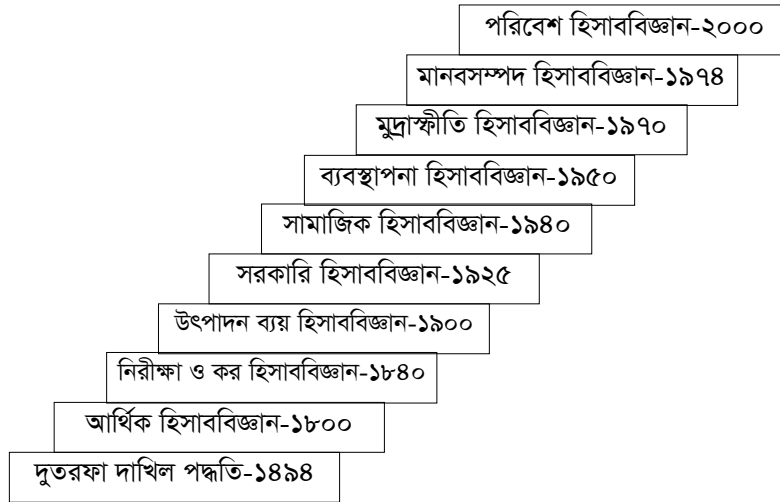 পরিবেশ হিসাববিজ্ঞান-২০০০
মানবসম্পদ হিসাববিজ্ঞান-১৯৭৪
মুদ্রাস্ফীতি হিসাববিজ্ঞান-১৯৭০
ব্যবস্থাপনা হিসাববিজ্ঞান-১৯৫০
সামাজিক হিসাববিজ্ঞান-১৯৪০
সরকারি হিসাববিজ্ঞান-১৯২৫
উৎপাদন ব্যয় হিসাববিজ্ঞান-১৯০০
নিরীক্ষা ও কর হিসাববিজ্ঞান-১৮৪০
আর্থিক হিসাববিজ্ঞান-১৮০০
দুতরফা দাখিল পদ্ধতি-১৪৯৪